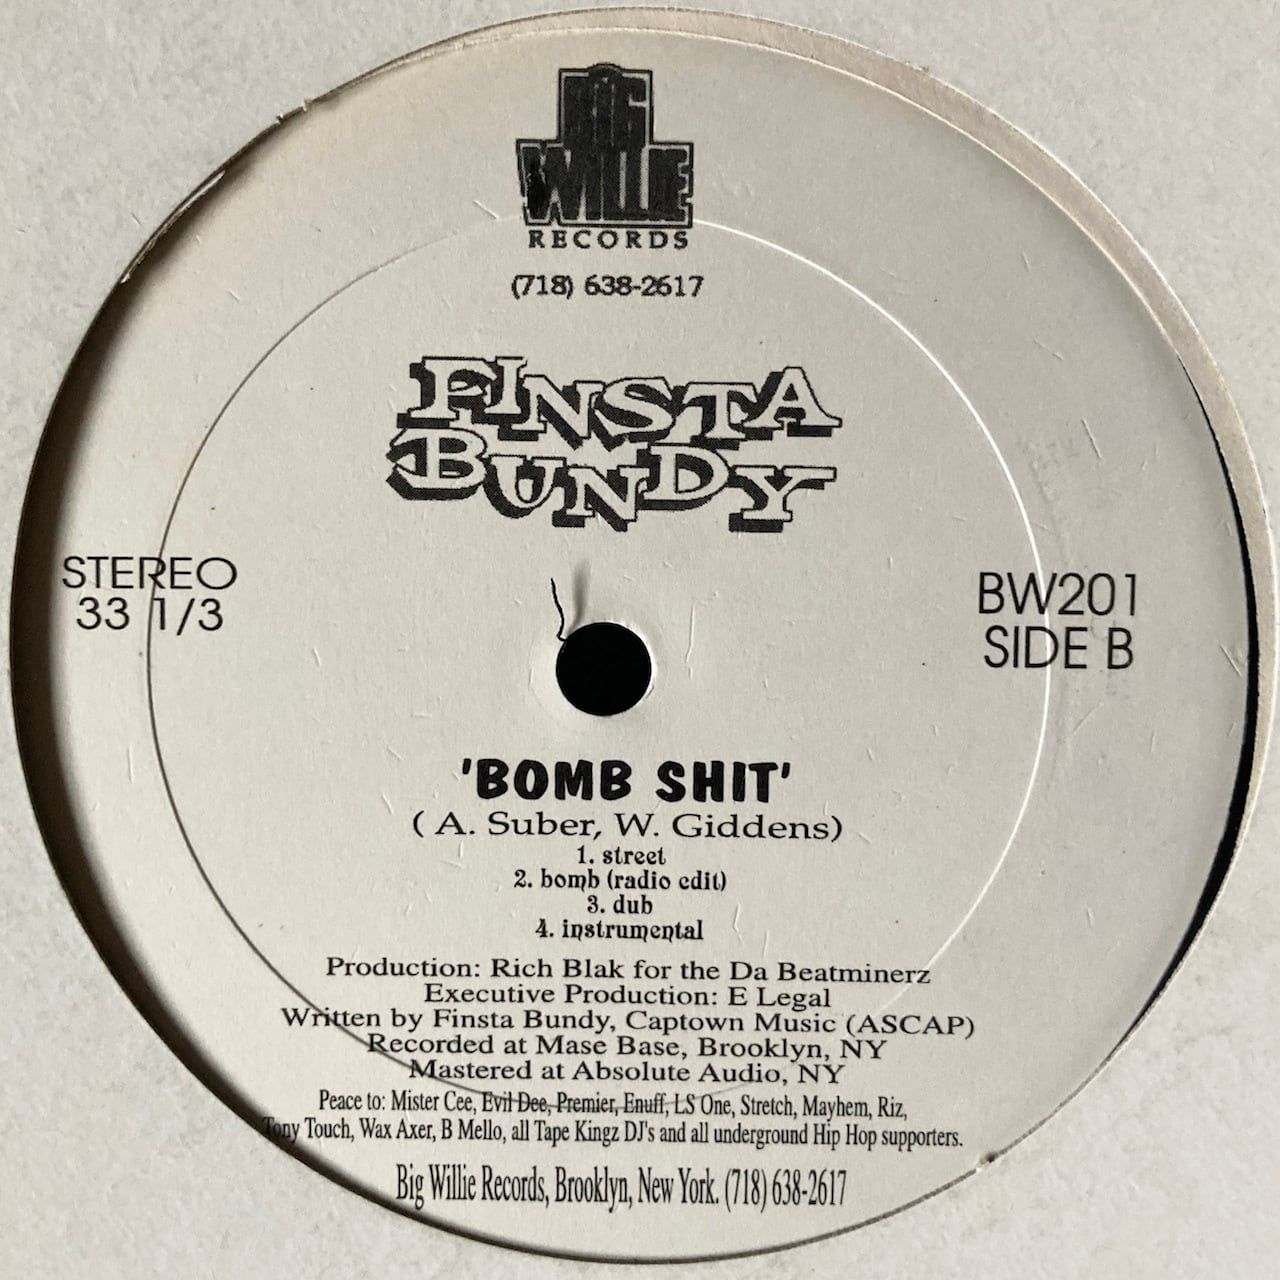 BIG
WILLIE
RECORDS
(718) 638-2617
FINSTA
BUNDY
STEREO
33 1/3
BW201
SIDE B
'BOMB SHIT'
( A. Suber, W. Giddens)
1. street
2. bomb (radio edit)
3. dub
4. instrumental
Production: Rich Blak for the Da Beatminerz
Executive Production: E Legal
Written by Finsta Bundy, Captown Music (ASCAP)
Recorded at Mase Base, Brooklyn, NY
Mastered at Absolute Audio, NY
Peace to: Mister Cee, Evil Dee, Premier, Enuff, LS One, Stretch, Mayhem, Riz,
Tony Touch, Wax Axer, B Mello, all Tape Kingz DJ's and all underground Hip Hop supporters.
Big Willie Records, Brooklyn, New York. (718) 638-2617